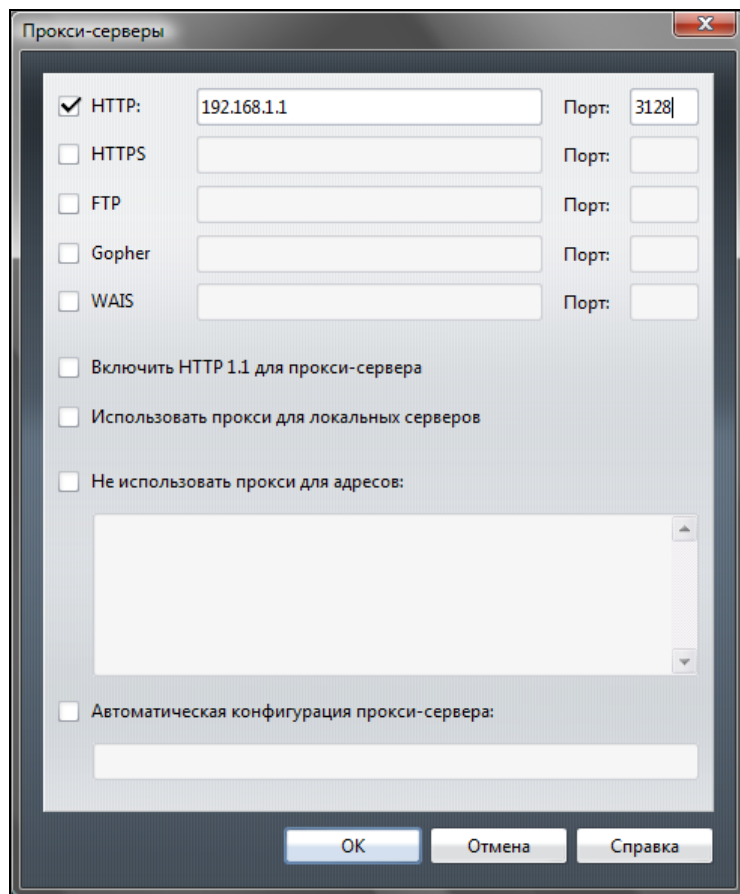 Прокси-серверы
HTTP: 192.168.1.1 Порт: 3128
HTTPS Порт:
FTP Порт:
Gopher Порт:
WAIS Порт:
Включить HTTP 1.1 для прокси-сервера
Использовать прокси для локальных серверов
Не использовать прокси для адресов:
Автоматическая конфигурация прокси-сервера:
OK Отмена Справка